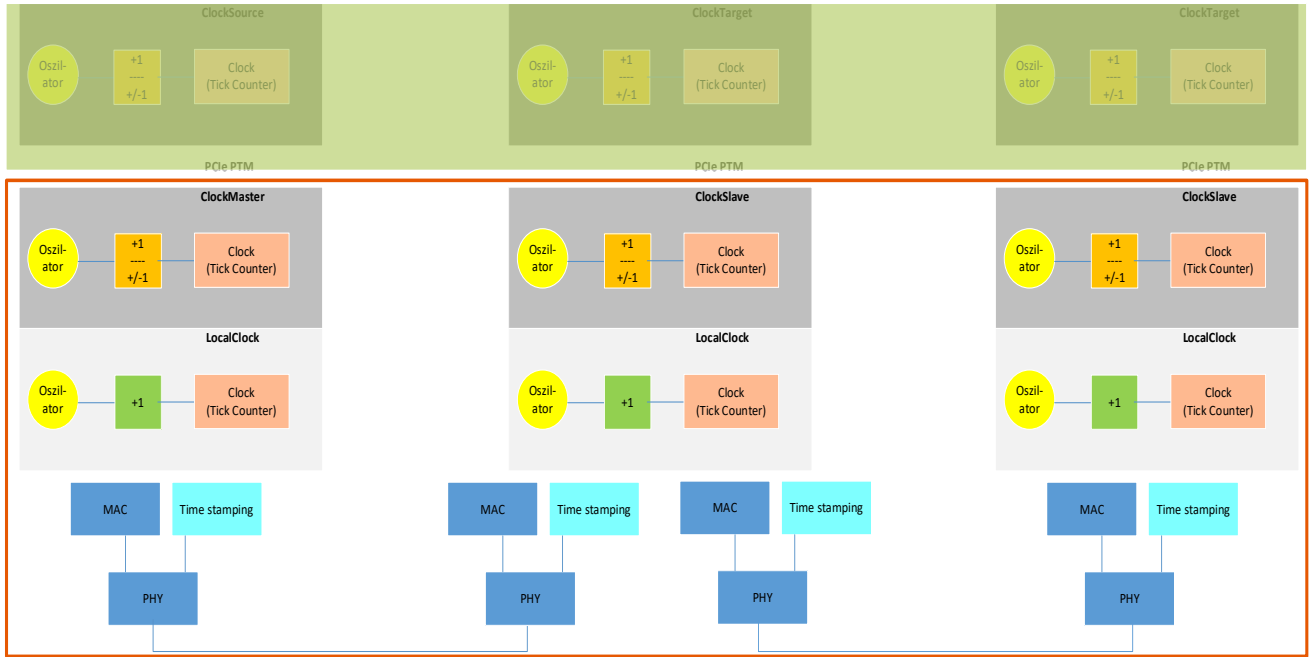 ClockSource
ClockTarget
ClockTarget
Oszil-
ator
+1
----
+/-1
Clock
(Tick Counter)
Oszil-
ator
+1
----
+/-1
Clock
(Tick Counter)
Oszil-
ator
+1
----
+/-1
Clock
(Tick Counter)
PCIe PTM
PCIe PTM
PCIe PTM
ClockMaster
ClockSlave
ClockSlave
Oszil-
ator
+1
----
+/-1
Clock
(Tick Counter)
Oszil-
ator
+1
----
+/-1
Clock
(Tick Counter)
Oszil-
ator
+1
----
+/-1
Clock
(Tick Counter)
LocalClock
LocalClock
LocalClock
Oszil-
ator
+1
Clock
(Tick Counter)
Oszil-
ator
+1
Clock
(Tick Counter)
Oszil-
ator
+1
Clock
(Tick Counter)
MAC
Time stamping
MAC
Time stamping
MAC
Time stamping
MAC
Time stamping
PHY
PHY
PHY
PHY